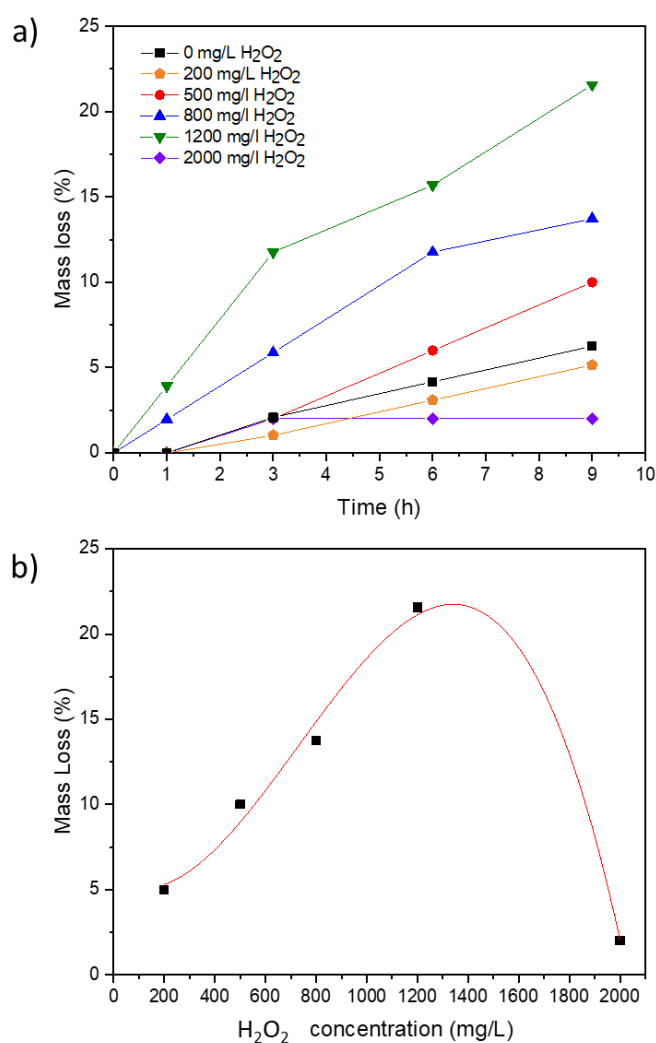 a)
25
20
15
10
5
0
Mass loss (%)
0 mg/L H₂O₂
200 mg/L H₂O₂
500 mg/l H₂O₂
800 mg/l H₂O₂
1200 mg/l H₂O₂
2000 mg/l H₂O₂
0 1 2 3 4 5 6 7 8 9 10
Time (h)
b)
25
20
15
10
5
0
Mass Loss (%)
0 200 400 600 800 1000 1200 1400 1600 1800 2000
H₂O₂ concentration (mg/L)